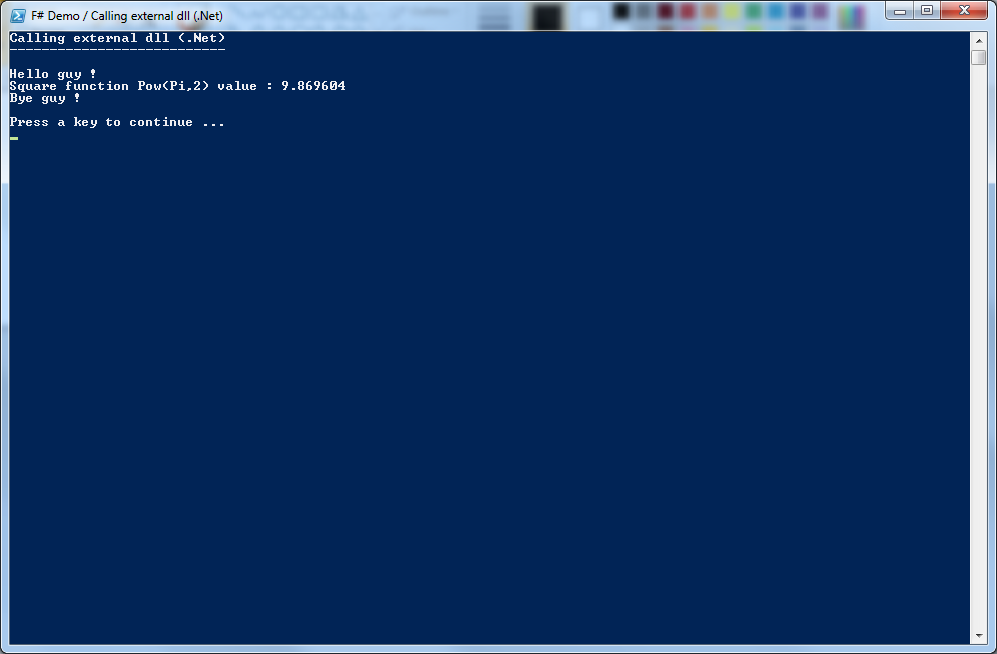 F# Demo / Calling external dll (.Net)
Calling external dll (.Net)
---------------------------
Hello guy !
Square function Pow(Pi,2) value : 9.869604
Bye guy !
Press a key to continue ...